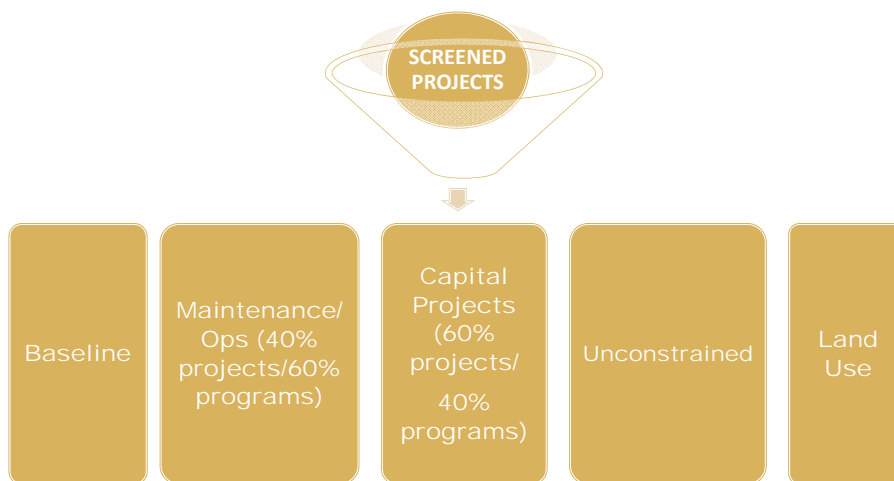 SCREENED
PROJECTS
Baseline
Maintenance/
Ops (40%
projects/60%
programs)
Capital
Projects
(60%
projects/
40%
programs)
Unconstrained
Land
Use